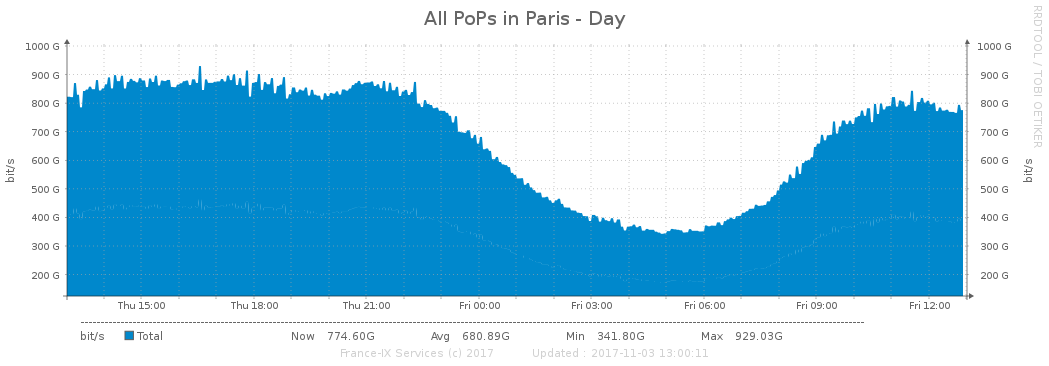 All PoPs in Paris - Day
RRDTOOL / TOBI OETIKER
1000 G 1000 G
900 G 900 G
800 G 800 G
700 G 700 G
600 G 600 G
500 G 500 G
400 G 400 G
300 G 300 G
200 G 200 G
bit/s
bit/s
Thu 15:00 Thu 18:00 Thu 21:00 Fri 00:00 Fri 03:00 Fri 06:00 Fri 09:00 Fri 12:00
bit/s Total Now 774.60G Avg 680.89G Min 341.80G Max 929.03G
France-IX Services (c) 2017 Updated : 2017-11-03 13:00:11